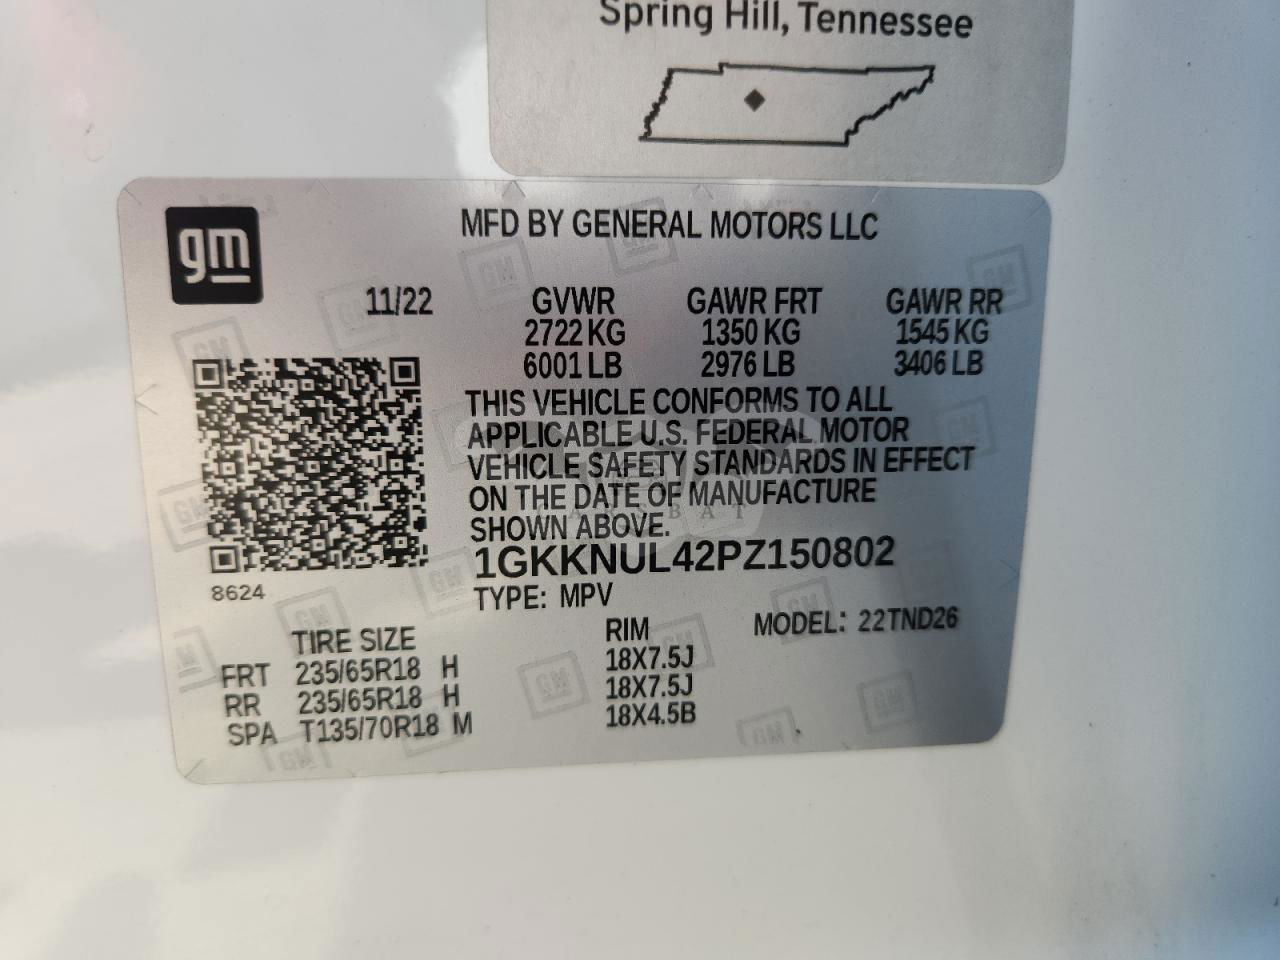 Spring Hill, Tennessee
gm
MFD BY GENERAL MOTORS LLC
11/22 GVWR GAWR FRT GAWR RR
2722 KG 1350 KG 1545 KG
6001 LB 2976 LB 3406 LB
THIS VEHICLE CONFORMS TO ALL
APPLICABLE U.S. FEDERAL MOTOR
VEHICLE SAFETY STANDARDS IN EFFECT
ON THE DATE OF MANUFACTURE
SHOWN ABOVE.
1GKKNUL42PZ150802
8624
TYPE: MPV
TIRE SIZE RIM MODEL: 22TND26
FRT 235/65R18 H 18X7.5J
RR 235/65R18 H 18X7.5J
SPA T135/70R18 M 18X4.5B